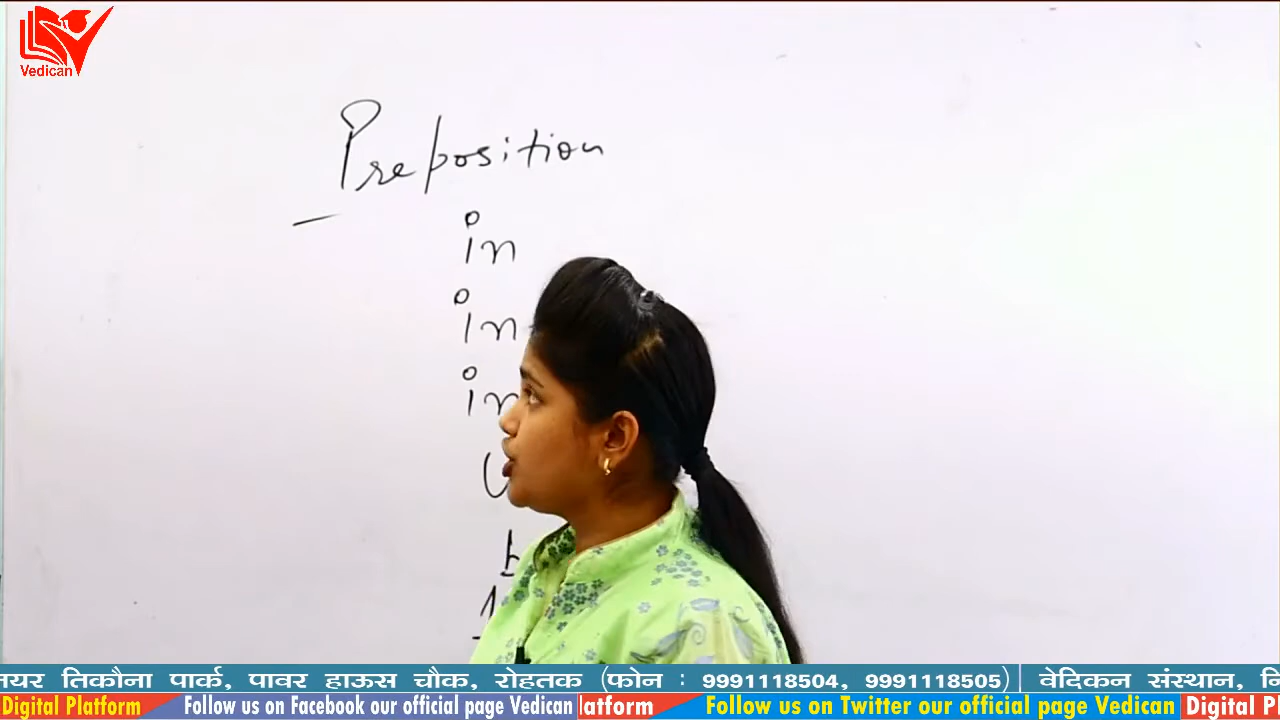 Vedican
Preposition
in
in
in
नयर तिकौना पार्क, पावर हाऊस चौक, रोहतक (फोन : 9991118504, 9991118505) वेदिकन संस्थान,
Digital Platform Follow us on Facebook our official page Vedican latform Follow us on Twitter our official page Vedican Digital P